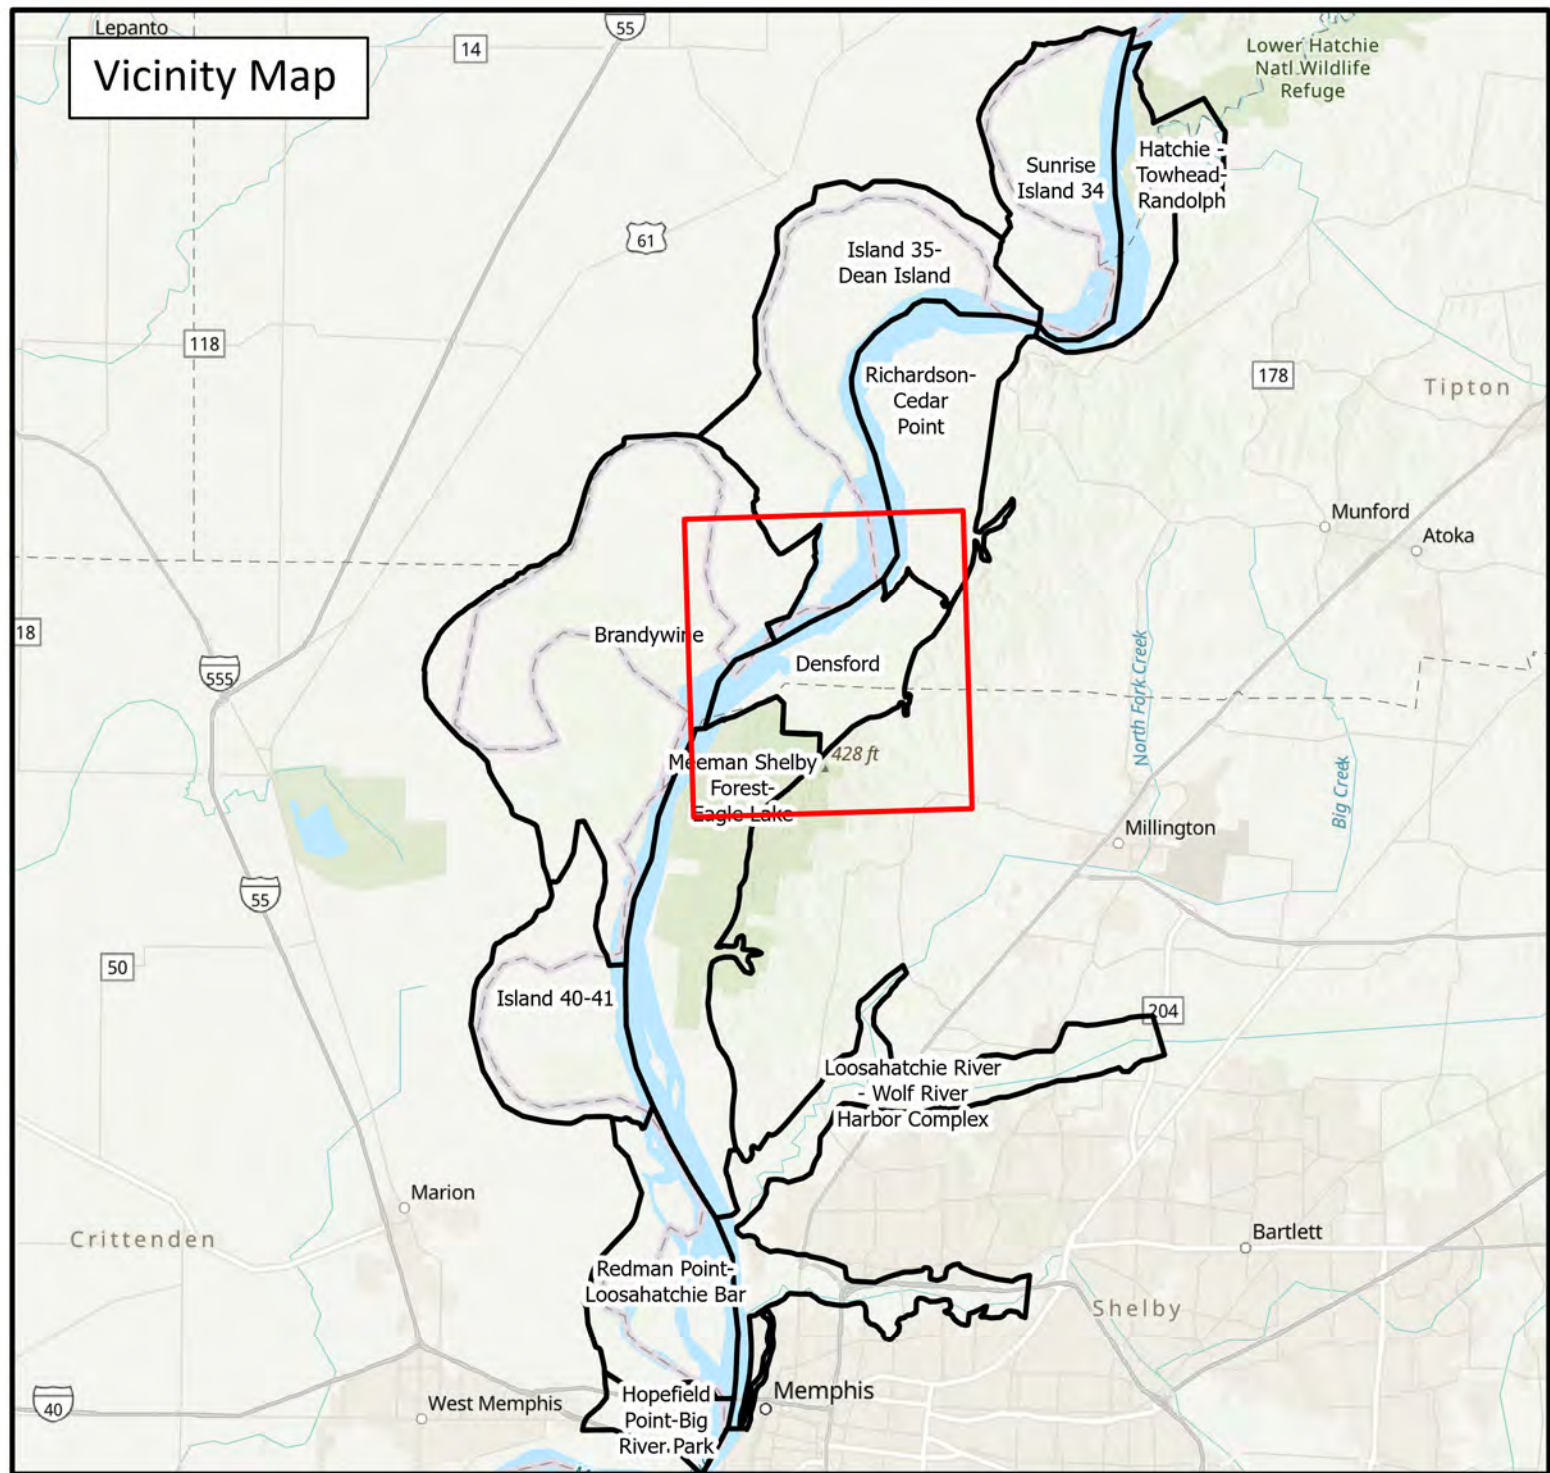 Lepanto
55
14
Vicinity Map
Lower Hatchie
Natl Wildlife
Refuge
Sunrise
Island 34
Hatchie -
Towhead-
Randolph
61
Island 35-
Dean Island
118
Richardson-
Cedar
Point
178
Tipton
Munford
Atoka
18
Brandywine
Densford
555
North Fork Creek
Meeman Shelby
Forest-
Eagle Lake
428 ft
Big Creek
Millington
55
50
Island 40-41
204
Loosahatchie River
- Wolf River
Harbor Complex
Marion
Crittenden
Bartlett
Redman Point-
Loosahatchie Bar
Shelby
Hopefield
Point-Big
River Park
Memphis
West Memphis
40